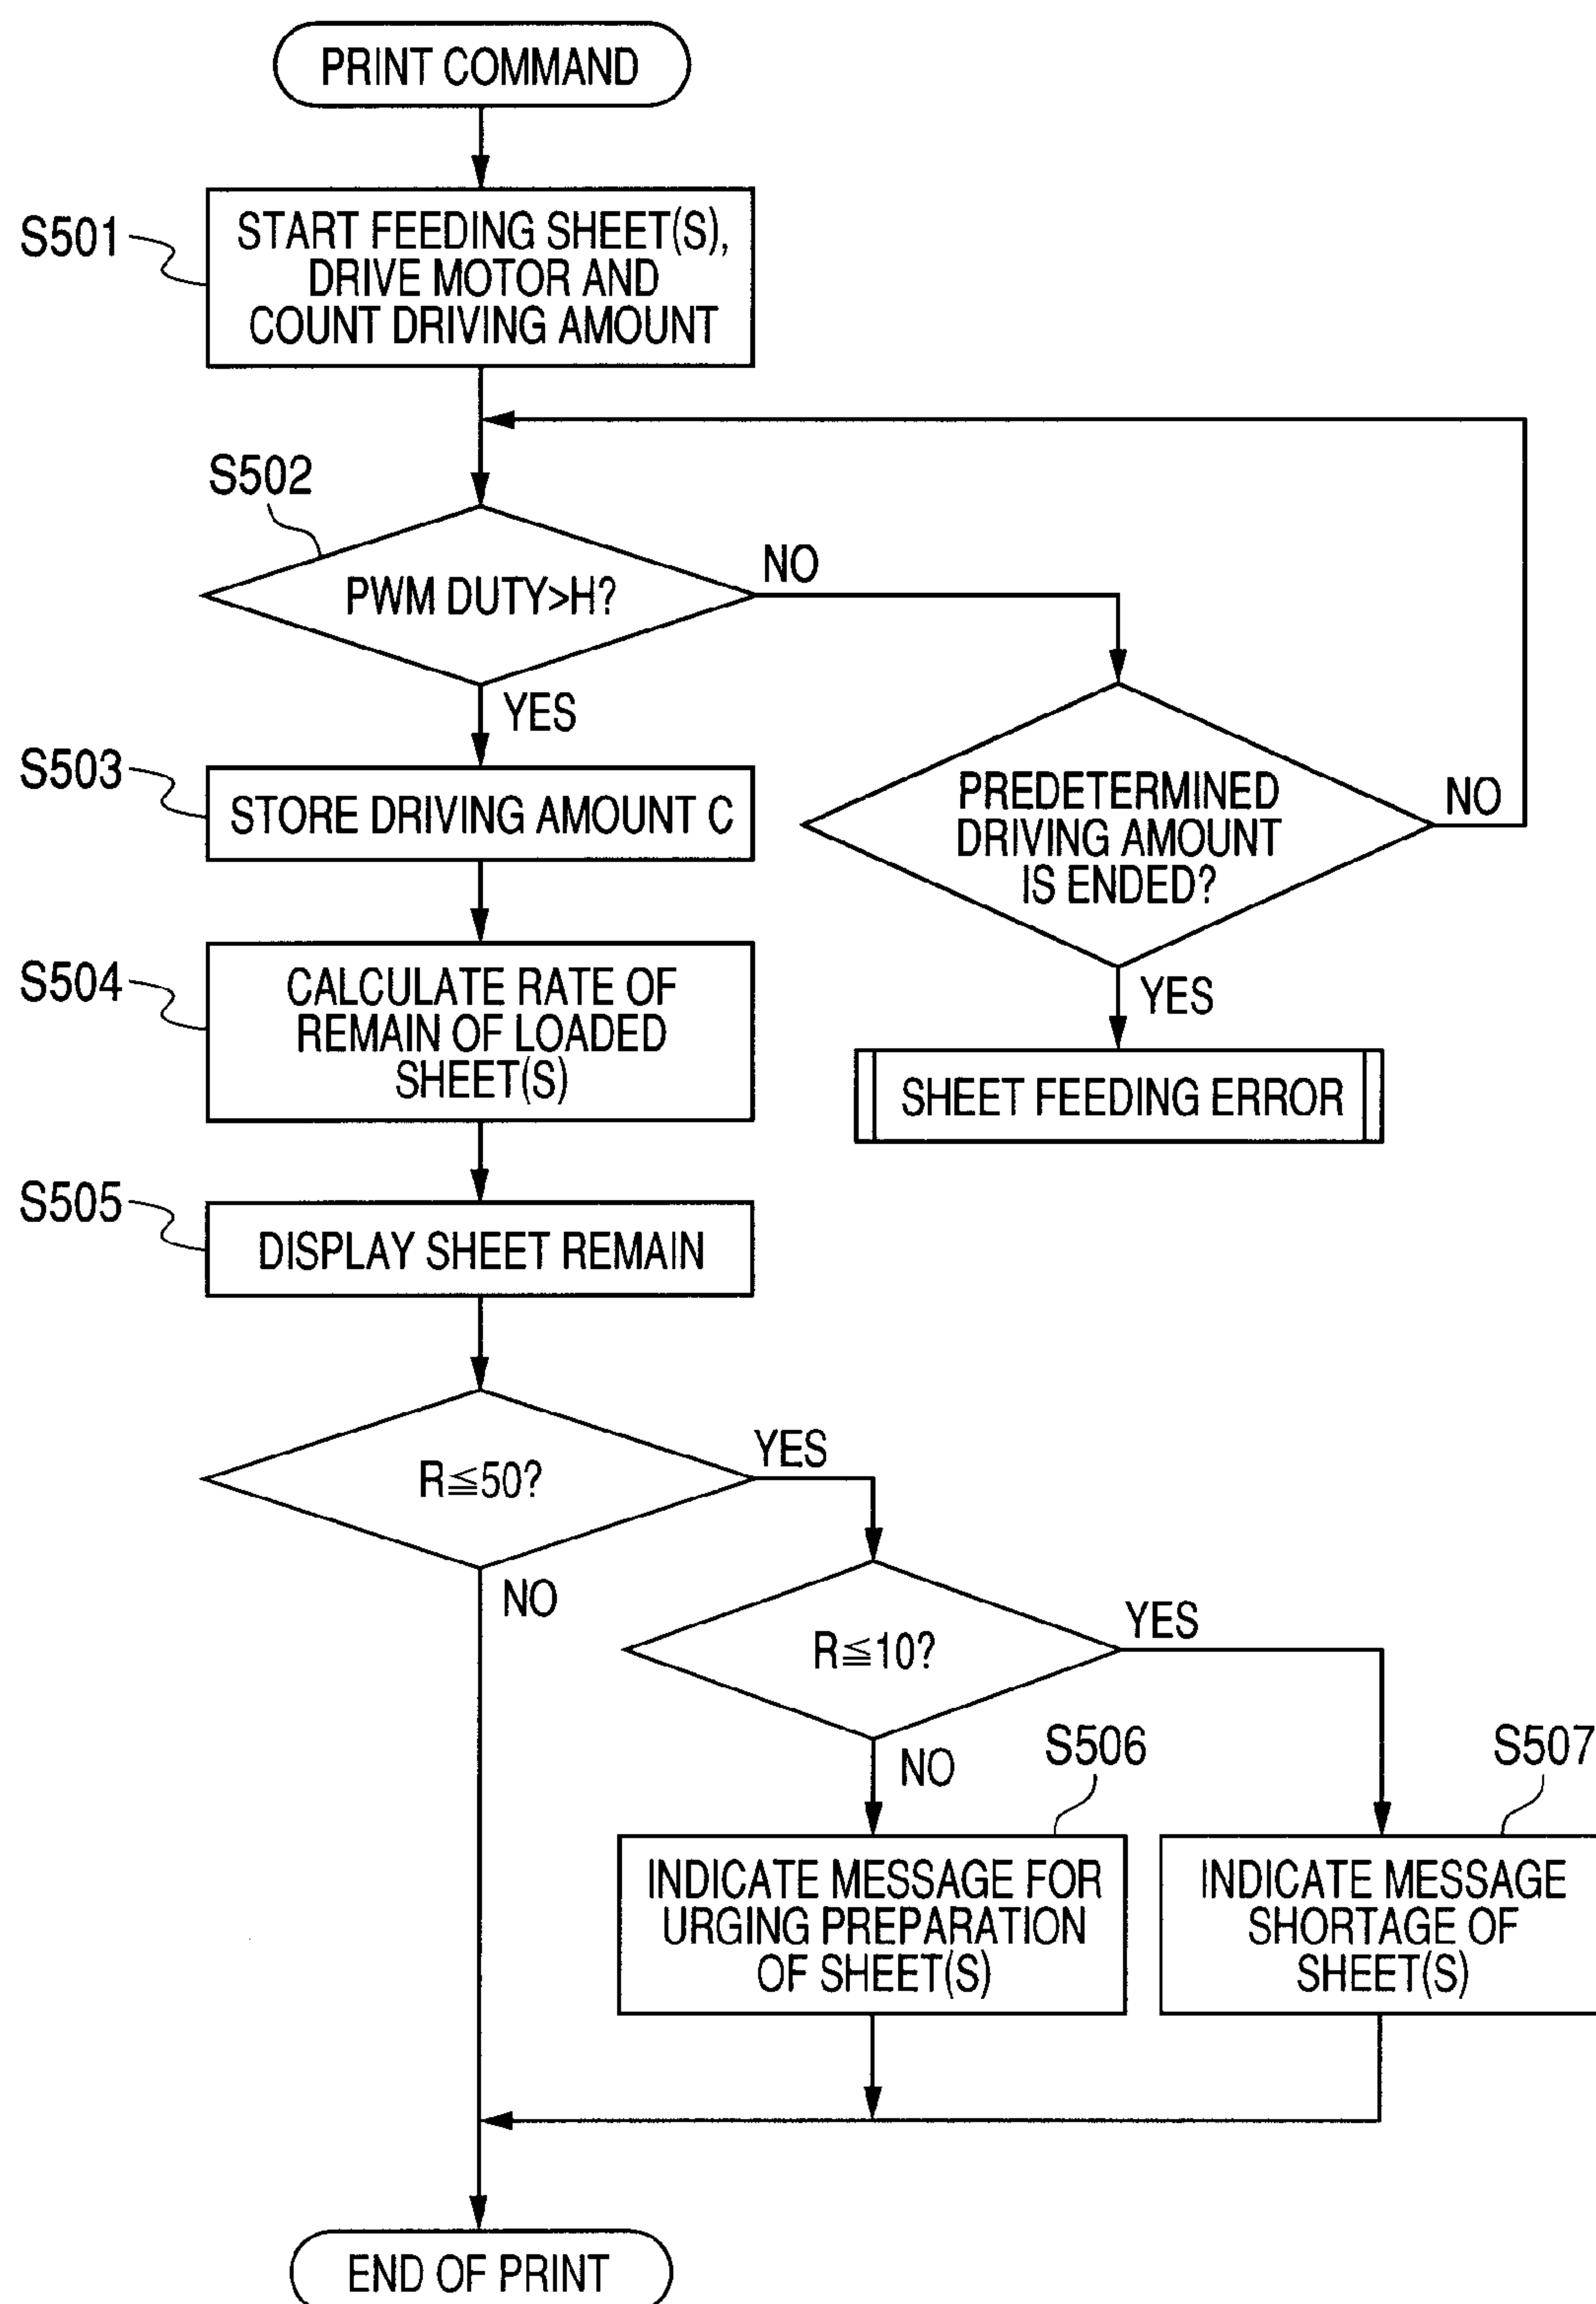 PRINT COMMAND
S501
START FEEDING SHEET(S),
DRIVE MOTOR AND
COUNT DRIVING AMOUNT
S502
PWM DUTY>H?
NO
YES
S503
STORE DRIVING AMOUNT C
PREDETERMINED
DRIVING AMOUNT
IS ENDED?
NO
YES
SHEET FEEDING ERROR
S504
CALCULATE RATE OF
REMAIN OF LOADED
SHEET(S)
S505
DISPLAY SHEET REMAIN
R≦50?
YES
NO
R≦10?
YES
NO
S506
INDICATE MESSAGE FOR
URGING PREPARATION
OF SHEET(S)
S507
INDICATE MESSAGE
SHORTAGE OF
SHEET(S)
END OF PRINT